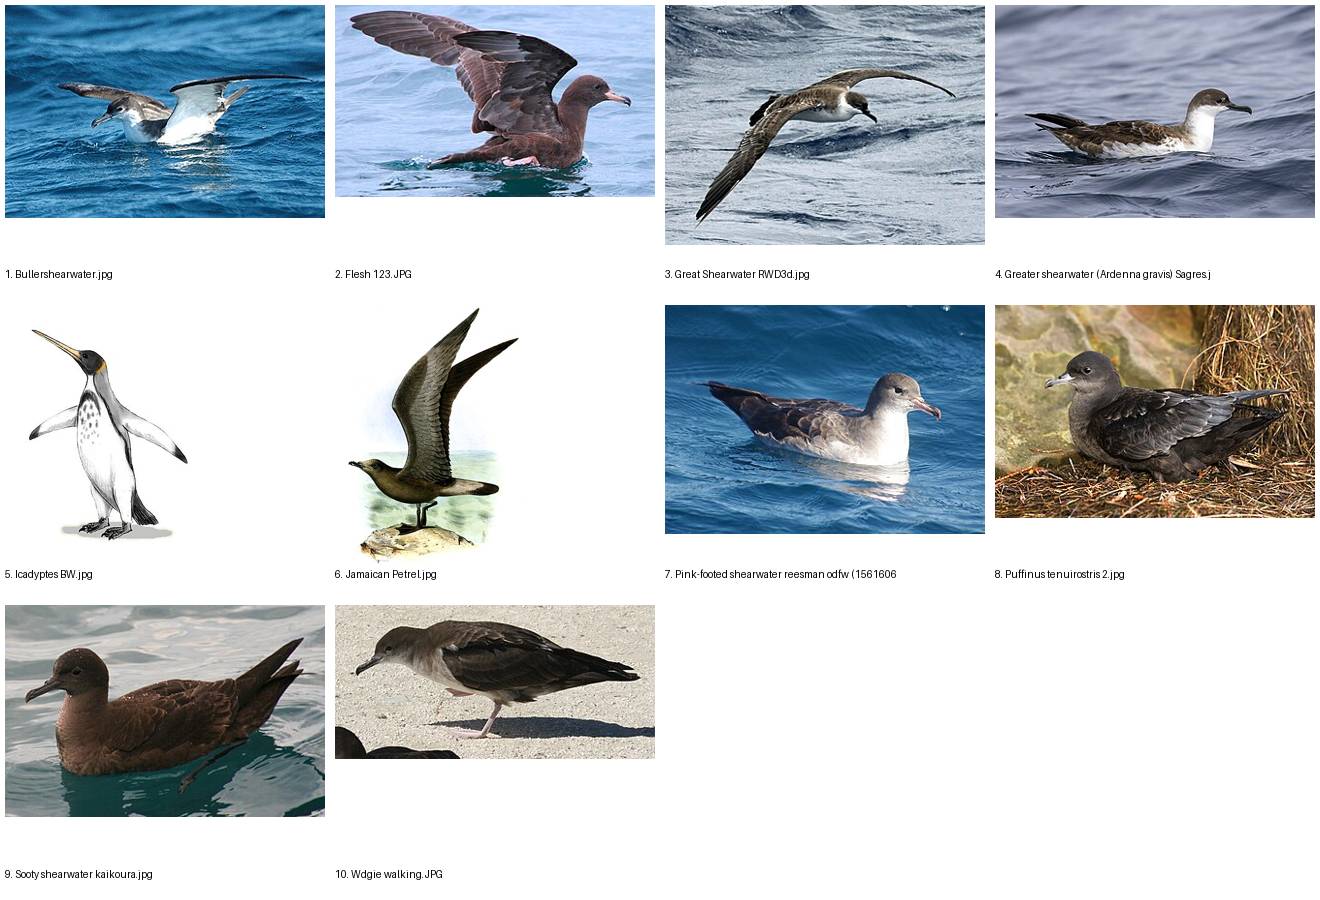 1. Bullershearwater.jpg
2. Flesh 123.JPG
3. Great Shearwater RWD3d.jpg
4. Greater shearwater (Ardenna gravis) Sagres.j
5. Icadyptes BW.jpg
6. Jamaican Petrel.jpg
7. Pink-footed shearwater reesman odfw (1561606
8. Puffinus tenuirostris 2.jpg
9. Sooty shearwater kaikoura.jpg
10. Wdgie walking.JPG